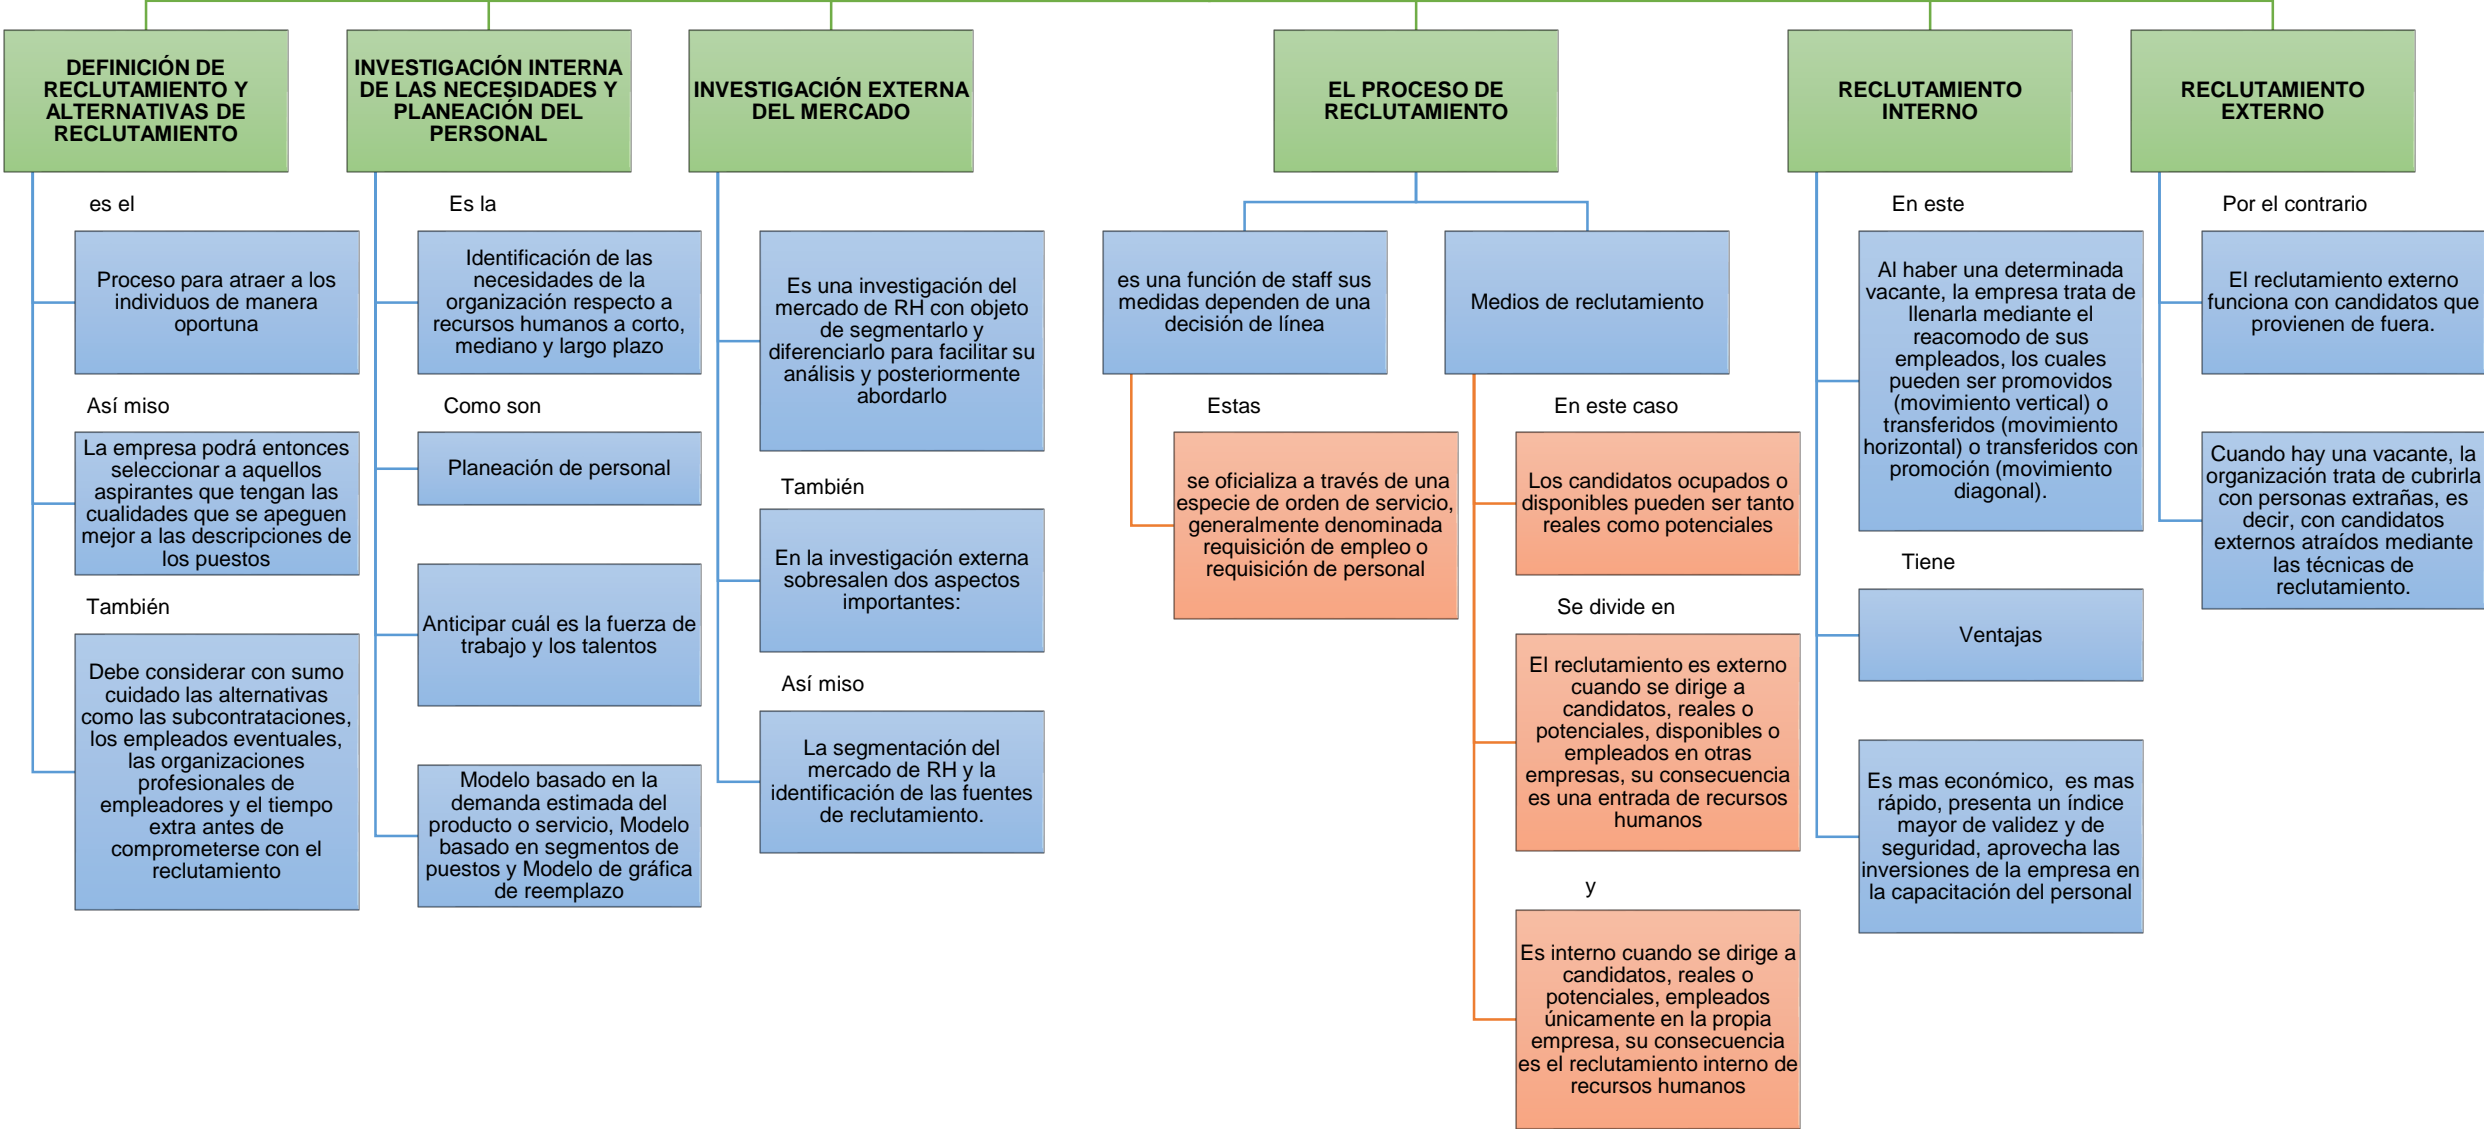 DEFINICIÓN DE
RECLUTAMIENTO Y
ALTERNATIVAS DE
RECLUTAMIENTO
es el
Proceso para atraer a los
individuos de manera
oportuna
Así miso
La empresa podrá entonces
seleccionar a aquellos
aspirantes que tengan las
cualidades que se apeguen
mejor a las descripciones de
los puestos
También
Debe considerar con sumo
cuidado las alternativas
como las subcontrataciones,
los empleados eventuales,
las organizaciones
profesionales de
empleadores y el tiempo
extra antes de
comprometerse con el
reclutamiento
INVESTIGACIÓN INTERNA
DE LAS NECESIDADES Y
PLANEACIÓN DEL
PERSONAL
Es la
Identificación de las
necesidades de la
organización respecto a
recursos humanos a corto,
mediano y largo plazo
Como son
Planeación de personal
Anticipar cuál es la fuerza de
trabajo y los talentos
Modelo basado en la
demanda estimada del
producto o servicio, Modelo
basado en segmentos de
puestos y Modelo de gráfica
de reemplazo
INVESTIGACIÓN EXTERNA
DEL MERCADO
Es una investigación del
mercado de RH con objeto
de segmentarlo y
diferenciarlo para facilitar su
análisis y posteriormente
abordarlo
También
En la investigación externa
sobresalen dos aspectos
importantes:
Así miso
La segmentación del
mercado de RH y la
identificación de las fuentes
de reclutamiento.
EL PROCESO DE
RECLUTAMIENTO
es una función de staff sus
medidas dependen de una
decisión de línea
Estas
se oficializa a través de una
especie de orden de servicio,
generalmente denominada
requisición de empleo o
requisición de personal
Medios de reclutamiento
En este caso
Los candidatos ocupados o
disponibles pueden ser tanto
reales como potenciales
Se divide en
El reclutamiento es externo
cuando se dirige a
candidatos, reales o
potenciales, disponibles o
empleados en otras
empresas, su consecuencia
es una entrada de recursos
humanos
y
Es interno cuando se dirige a
candidatos, reales o
potenciales, empleados
únicamente en la propia
empresa, su consecuencia
es el reclutamiento interno de
recursos humanos
RECLUTAMIENTO
INTERNO
En este
Al haber una determinada
vacante, la empresa trata de
llenarla mediante el
reacomodo de sus
empleados, los cuales
pueden ser promovidos
(movimiento vertical) o
transferidos (movimiento
horizontal) o transferidos con
promoción (movimiento
diagonal).
Tiene
Ventajas
Es mas económico,  es mas
rápido, presenta un índice
mayor de validez y de
seguridad, aprovecha las
inversiones de la empresa en
la capacitación del personal
RECLUTAMIENTO
EXTERNO
Por el contrario
El reclutamiento externo
funciona con candidatos que
provienen de fuera.
Cuando hay una vacante, la
organización trata de cubrirla
con personas extrañas, es
decir, con candidatos
externos atraídos mediante
las técnicas de
reclutamiento.